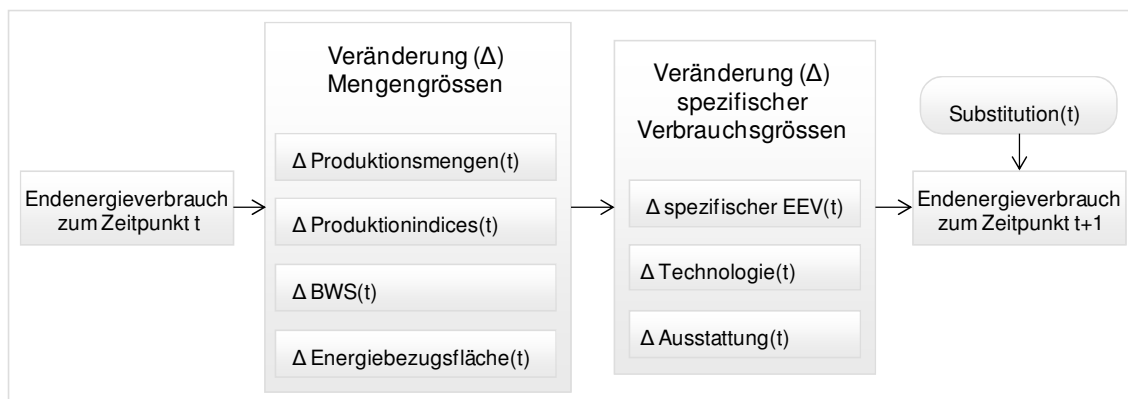 Endenergieverbrauch
zum Zeitpunkt t
Veränderung (Δ)
Mengengrössen
Δ Produktionsmengen(t)
Δ Produktionindices(t)
Δ BWS(t)
Δ Energiebezugsfläche(t)
Veränderung (Δ)
spezifischer
Verbrauchsgrössen
Δ spezifischer EEV(t)
Δ Technologie(t)
Δ Ausstattung(t)
Substitution(t)
Endenergieverbrauch
zum Zeitpunkt t+1